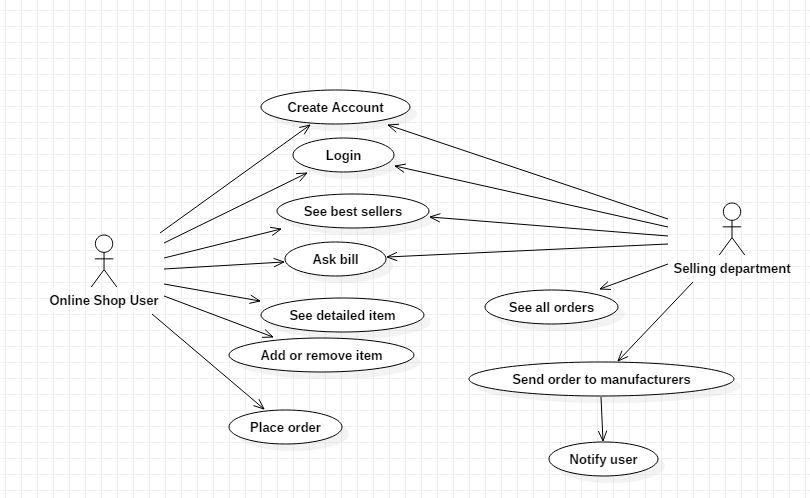 Create Account
Login
See best sellers
Ask bill
Selling department
Online Shop User
See all orders
See detailed item
Add or remove item
Send order to manufacturers
Place order
Notify user